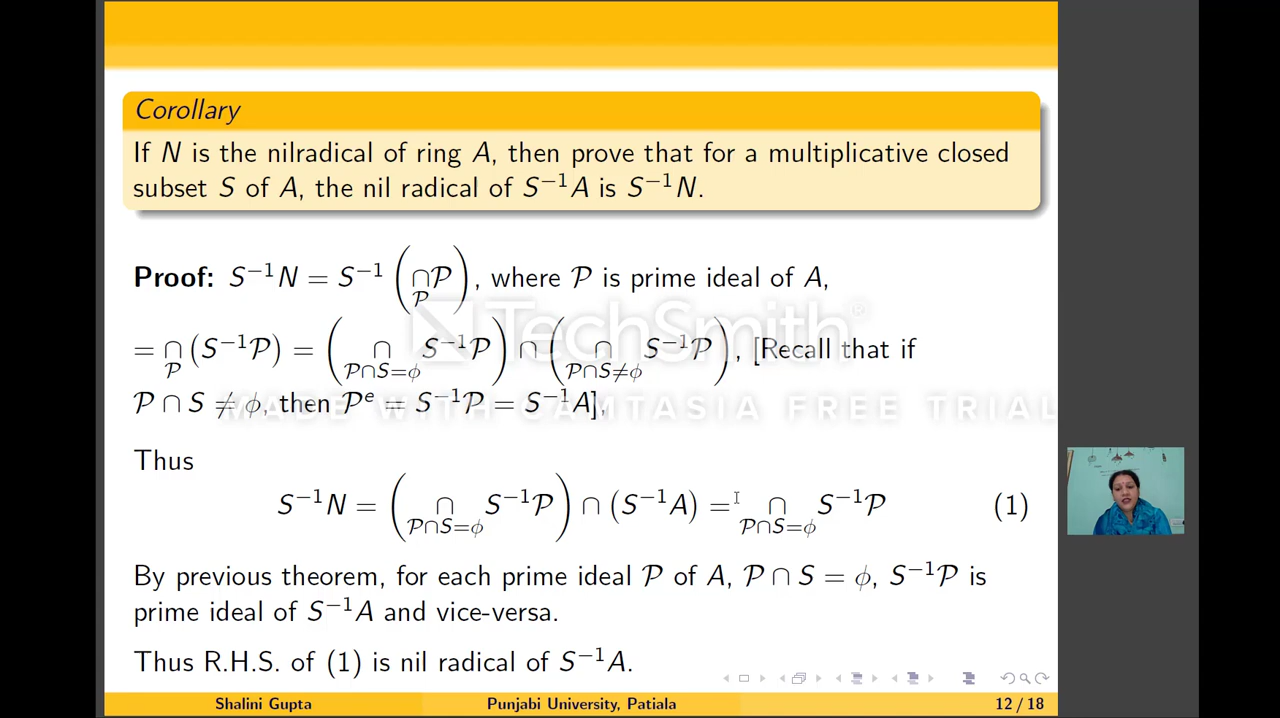 Corollary
If N is the nilradical of ring A, then prove that for a multiplicative closed
subset S of A, the nil radical of S⁻¹A is S⁻¹N.
Proof: S⁻¹N = S⁻¹ (∩_𝒫 𝒫), where 𝒫 is prime ideal of A,
TechSmith®
= ∩_𝒫 (S⁻¹𝒫) = (∩_{𝒫∩S=ϕ} S⁻¹𝒫) ∩ (∩_{𝒫∩S≠ϕ} S⁻¹𝒫), [Recall that if
𝒫 ∩ S ≠ ϕ, then 𝒫ᵉ = S⁻¹𝒫 = S⁻¹A],
MADE WITH CAMTASIA FREE TRIAL
Thus
S⁻¹N = (∩_{𝒫∩S=ϕ} S⁻¹𝒫) ∩ (S⁻¹A) = ∩_{𝒫∩S=ϕ} S⁻¹𝒫 (1)
By previous theorem, for each prime ideal 𝒫 of A, 𝒫 ∩ S = ϕ, S⁻¹𝒫 is
prime ideal of S⁻¹A and vice-versa.
Thus R.H.S. of (1) is nil radical of S⁻¹A.
Shalini Gupta Punjabi University, Patiala 12 / 18